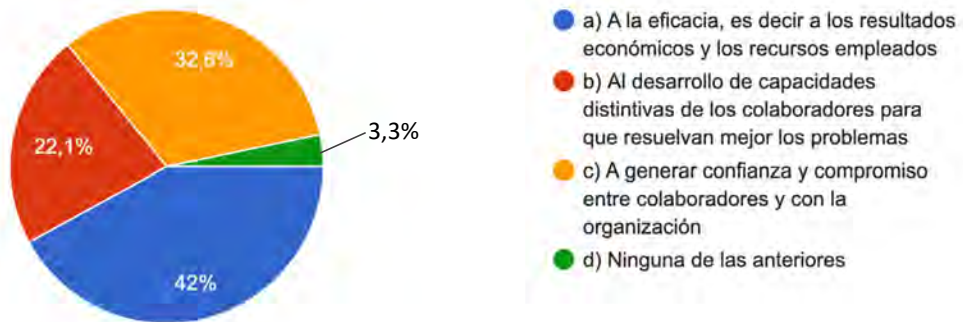 32,6%
22,1%
3,3%
42%
a) A la eficacia, es decir a los resultados
económicos y los recursos empleados
b) Al desarrollo de capacidades
distintivas de los colaboradores para
que resuelvan mejor los problemas
c) A generar confianza y compromiso
entre colaboradores y con la
organización
d) Ninguna de las anteriores